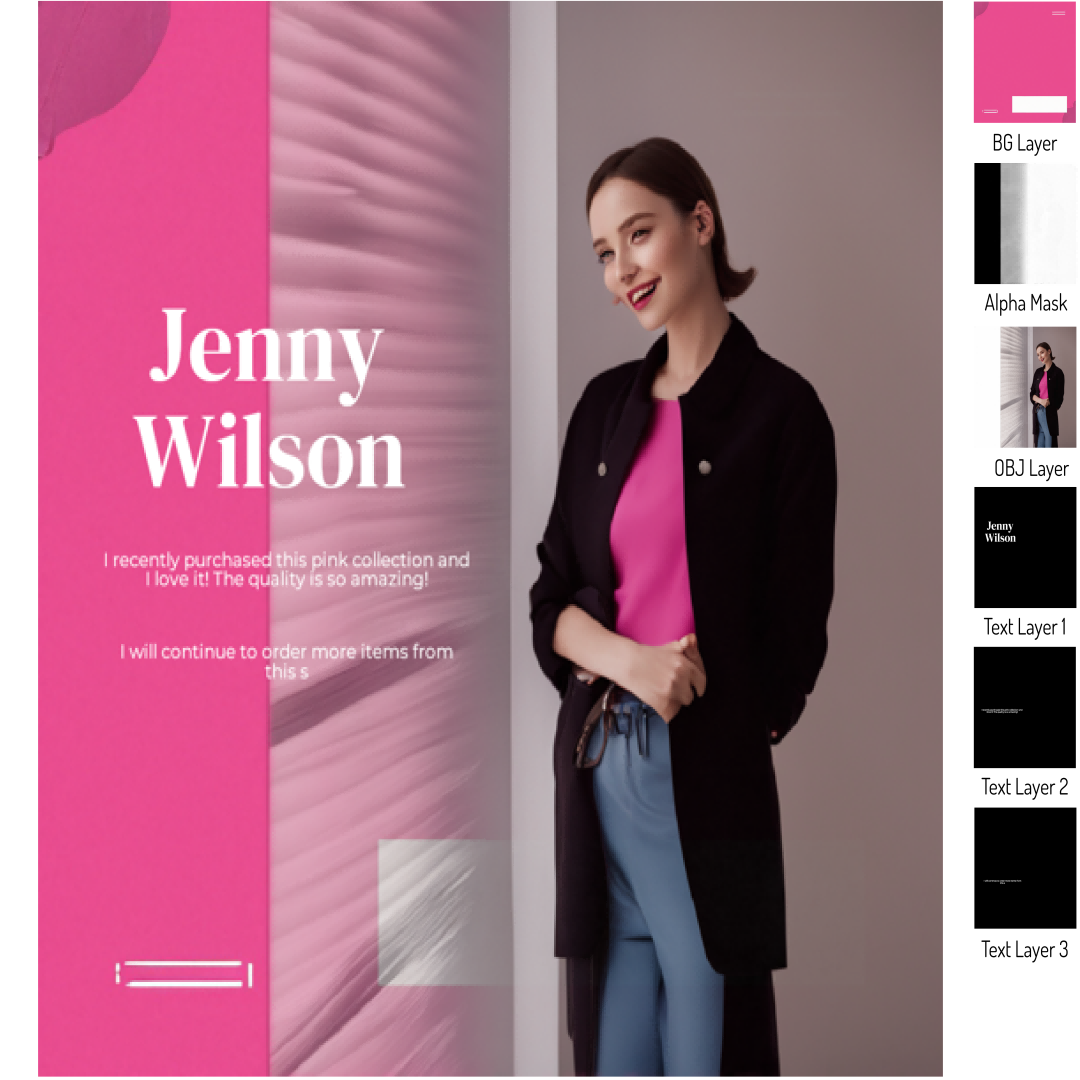 Jenny
Wilson
I recently purchased this pink collection and
I love it! The quality is so amazing!
I will continue to order more items from
this s
BG Layer
Alpha Mask
OBJ Layer
Jenny
Wilson
Text Layer 1
Text Layer 2
Text Layer 3